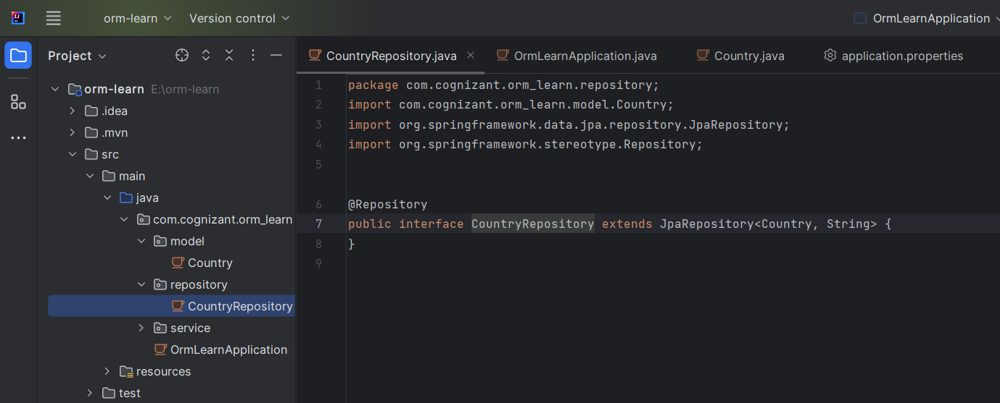 IJ
orm-learn
Version control
OrmLearnApplication
Project
orm-learn E:\orm-learn
.idea
.mvn
src
main
java
com.cognizant.orm_learn
model
Country
repository
CountryRepository
service
OrmLearnApplication
resources
test
CountryRepository.java
OrmLearnApplication.java
Country.java
application.properties
1 package com.cognizant.orm_learn.repository;
2 import com.cognizant.orm_learn.model.Country;
3 import org.springframework.data.jpa.repository.JpaRepository;
4 import org.springframework.stereotype.Repository;
5
6 @Repository
7 public interface CountryRepository extends JpaRepository<Country, String> {
8 }
9